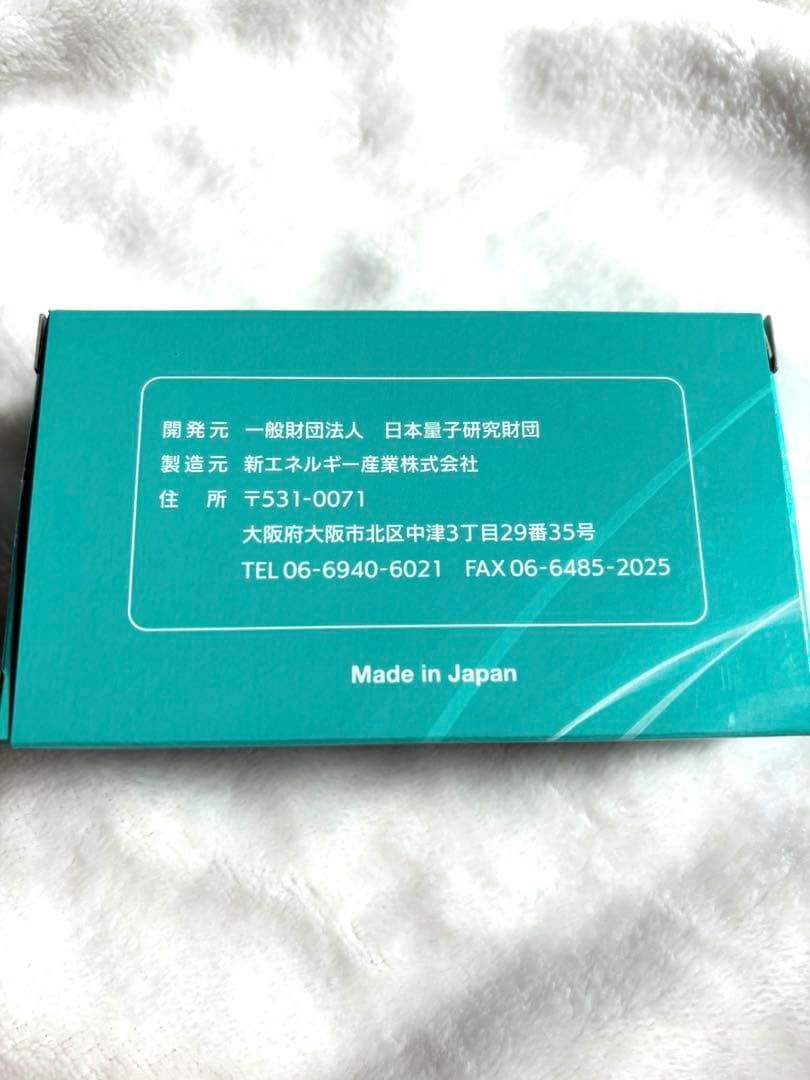 開発元 一般財団法人 日本量子研究財団
製造元 新エネルギー産業株式会社
住 所 〒531-0071
大阪府大阪市北区中津3丁目29番35号
TEL 06-6940-6021 FAX 06-6485-2025
Made in Japan